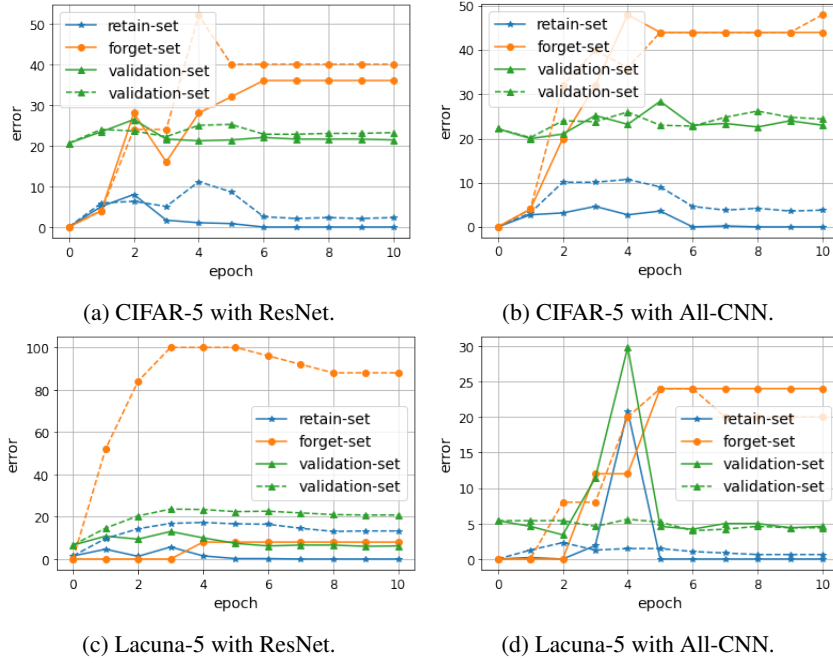 50
40
30
20
10
0
error
retain-set
forget-set
validation-set
validation-set
0 2 4 6 8 10
epoch
(a) CIFAR-5 with ResNet.
50
40
30
20
10
0
error
retain-set
forget-set
validation-set
validation-set
0 2 4 6 8 10
epoch
(b) CIFAR-5 with All-CNN.
100
80
60
40
20
0
error
retain-set
forget-set
validation-set
validation-set
0 2 4 6 8 10
epoch
(c) Lacuna-5 with ResNet.
30
25
20
15
10
5
0
error
retain-set
forget-set
validation-set
validation-set
0 2 4 6 8 10
epoch
(d) Lacuna-5 with All-CNN.